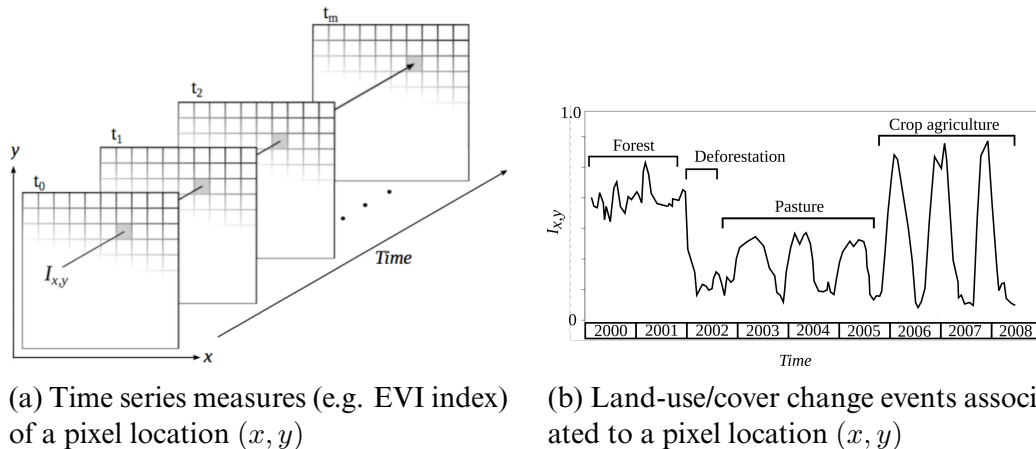 t_m
t_2
t_1
y
t_0
I_{x,y}
Time
x
1.0
Crop agriculture
Forest
Deforestation
Pasture
I_{x,y}
0
2000 2001 2002 2003 2004 2005 2006 2007 2008
Time
(a) Time series measures (e.g. EVI index)
of a pixel location (x, y)
(b) Land-use/cover change events associ-
ated to a pixel location (x, y)